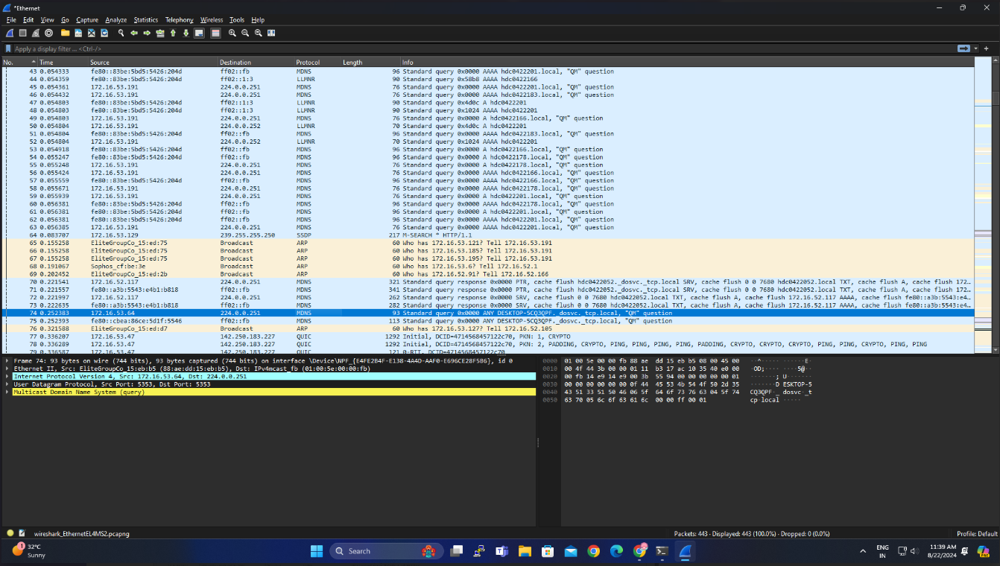 *Ethernet
File Edit View Go Capture Analyze Statistics Telephony Wireless Tools Help
Apply a display filter ... <Ctrl-/>
No. Time Source Destination Protocol Length Info
43 0.054333 fe80::83be:5bd5:5426:204d ff02::fb MDNS 96 Standard query 0x0000 AAAA hdc0422201.local, "QM" question
44 0.054359 fe80::83be:5bd5:5426:204d ff02::1:3 LLMNR 90 Standard query 0x58b8 AAAA hdc0422166
45 0.054361 172.16.53.191 224.0.0.251 MDNS 76 Standard query 0x0000 AAAA hdc0422201.local, "QM" question
46 0.054432 172.16.53.191 224.0.0.251 MDNS 76 Standard query 0x0000 AAAA hdc0422183.local, "QM" question
47 0.054803 fe80::83be:5bd5:5426:204d ff02::1:3 LLMNR 90 Standard query 0x4d0c A hdc0422201
48 0.054803 fe80::83be:5bd5:5426:204d ff02::1:3 LLMNR 90 Standard query 0x1024 AAAA hdc0422201
49 0.054803 172.16.53.191 224.0.0.251 MDNS 76 Standard query 0x0000 A hdc0422166.local, "QM" question
50 0.054804 172.16.53.191 224.0.0.252 LLMNR 70 Standard query 0x4d0c A hdc0422201
51 0.054804 fe80::83be:5bd5:5426:204d ff02::fb MDNS 96 Standard query 0x0000 AAAA hdc0422183.local, "QM" question
52 0.054804 172.16.53.191 224.0.0.252 LLMNR 70 Standard query 0x1024 AAAA hdc0422201
53 0.054918 fe80::83be:5bd5:5426:204d ff02::fb MDNS 96 Standard query 0x0000 A hdc0422166.local, "QM" question
54 0.055247 fe80::83be:5bd5:5426:204d ff02::fb MDNS 96 Standard query 0x0000 A hdc0422178.local, "QM" question
55 0.055248 172.16.53.191 224.0.0.251 MDNS 76 Standard query 0x0000 A hdc0422178.local, "QM" question
56 0.055424 172.16.53.191 224.0.0.251 MDNS 76 Standard query 0x0000 AAAA hdc0422166.local, "QM" question
57 0.055559 fe80::83be:5bd5:5426:204d ff02::fb MDNS 96 Standard query 0x0000 AAAA hdc0422166.local, "QM" question
58 0.055671 172.16.53.191 224.0.0.251 MDNS 76 Standard query 0x0000 AAAA hdc0422178.local, "QM" question
59 0.055939 172.16.53.191 224.0.0.251 MDNS 76 Standard query 0x0000 A hdc0422201.local, "QM" question
60 0.056381 fe80::83be:5bd5:5426:204d ff02::fb MDNS 96 Standard query 0x0000 AAAA hdc0422178.local, "QM" question
61 0.056381 fe80::83be:5bd5:5426:204d ff02::fb MDNS 96 Standard query 0x0000 A hdc0422201.local, "QM" question
62 0.056381 fe80::83be:5bd5:5426:204d ff02::fb MDNS 96 Standard query 0x0000 AAAA hdc0422201.local, "QM" question
63 0.056385 172.16.53.191 224.0.0.251 MDNS 76 Standard query 0x0000 AAAA hdc0422201.local, "QM" question
64 0.083707 172.16.53.129 239.255.255.250 SSDP 217 M-SEARCH * HTTP/1.1
65 0.155258 EliteGroupCo_15:ed:75 Broadcast ARP 60 Who has 172.16.53.121? Tell 172.16.53.191
66 0.155258 EliteGroupCo_15:ed:75 Broadcast ARP 60 Who has 172.16.53.185? Tell 172.16.53.191
67 0.155258 EliteGroupCo_15:ed:75 Broadcast ARP 60 Who has 172.16.53.195? Tell 172.16.53.191
68 0.191067 Sophos_cf:be:3e Broadcast ARP 60 Who has 172.16.53.6? Tell 172.16.52.1
69 0.202452 EliteGroupCo_15:ed:2b Broadcast ARP 60 Who has 172.16.52.91? Tell 172.16.52.166
70 0.221541 172.16.52.117 224.0.0.251 MDNS 321 Standard query response 0x0000 PTR, cache flush hdc0422052._dosvc._tcp.local SRV, cache flush 0 0 7680 hdc0422052.local TXT, cache flush A, cache flush 172...
71 0.221557 fe80::a3b:5543:e4b1:b818 ff02::fb MDNS 341 Standard query response 0x0000 PTR, cache flush hdc0422052._dosvc._tcp.local SRV, cache flush 0 0 7680 hdc0422052.local TXT, cache flush A, cache flush 172...
72 0.221997 172.16.52.117 224.0.0.251 MDNS 262 Standard query response 0x0000 SRV, cache flush 0 0 7680 hdc0422052.local TXT, cache flush A, cache flush 172.16.52.117 AAAA, cache flush fe80::a3b:5543:e4...
73 0.222635 fe80::a3b:5543:e4b1:b818 ff02::fb MDNS 282 Standard query response 0x0000 SRV, cache flush 0 0 7680 hdc0422052.local TXT, cache flush A, cache flush 172.16.52.117 AAAA, cache flush fe80::a3b:5543:e4...
74 0.252383 172.16.53.64 224.0.0.251 MDNS 93 Standard query 0x0000 ANY DESKTOP-5CQ3QPF._dosvc._tcp.local, "QM" question
75 0.252393 fe80::cbea:86ce:5d1f:5546 ff02::fb MDNS 113 Standard query 0x0000 ANY DESKTOP-5CQ3QPF._dosvc._tcp.local, "QM" question
76 0.321588 EliteGroupCo_15:ed:d7 Broadcast ARP 60 Who has 172.16.53.127? Tell 172.16.52.105
77 0.336207 172.16.53.47 142.250.183.227 QUIC 1292 Initial, DCID=4714568457122c70, PKN: 1, CRYPTO
78 0.336289 172.16.53.47 142.250.183.227 QUIC 1292 Initial, DCID=4714568457122c70, PKN: 2, PADDING, CRYPTO, PING, PING, PING, PING, PADDING, CRYPTO, CRYPTO, CRYPTO, PING, CRYPTO, PING, PING
79 0.336587 172.16.53.47 142.250.183.227 QUIC 121 0-RTT, DCID=4714568457122c70
Frame 74: 93 bytes on wire (744 bits), 93 bytes captured (744 bits) on interface \Device\NPF_{E4FE2B4F-E138-4A4D-AAF0-E696CE28F5B6}, id 0
Ethernet II, Src: EliteGroupCo_15:eb:b5 (88:ae:dd:15:eb:b5), Dst: IPv4mcast_fb (01:00:5e:00:00:fb)
Internet Protocol Version 4, Src: 172.16.53.64, Dst: 224.0.0.251
User Datagram Protocol, Src Port: 5353, Dst Port: 5353
Multicast Domain Name System (query)
0000 01 00 5e 00 00 fb 88 ae dd 15 eb b5 08 00 45 00 ··^····· ······E·
0010 00 4f 44 3b 00 00 01 11 b3 17 ac 10 35 40 e0 00 ·OD;···· ····5@··
0020 00 fb 14 e9 14 e9 00 3b 55 94 00 00 00 00 00 01 ·······; U·······
0030 00 00 00 00 00 00 0f 44 45 53 4b 54 4f 50 2d 35 ·······D ESKTOP-5
0040 43 51 33 51 50 46 06 5f 64 6f 73 76 63 04 5f 74 CQ3QPF·_ dosvc·_t
0050 63 70 05 6c 6f 63 61 6c 00 00 ff 00 01 cp·local ·····
wireshark_EthernetEL4MS2.pcapng Packets: 443 · Displayed: 443 (100.0%) · Dropped: 0 (0.0%) Profile: Default
1 32°C
Sunny
Search
ENG
IN
11:39 AM
8/22/2024